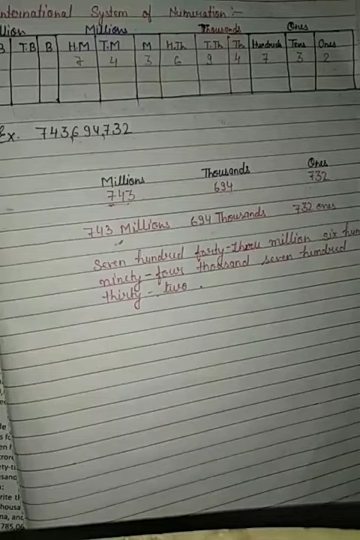 International System of Numeration :-
Millions Thousands Ones
B T.B B H.M T.M M H.Th T.Th Th Hundreds Tens Ones
7 4 3 6 9 4 7 3 2
Ex. 743,694,732
Millions Thousands Ones
743 694 732
743 Millions 694 Thousands 732 ones
Seven hundred forty-three million six hun
ninety-four thousand seven hundred
thirty-two.